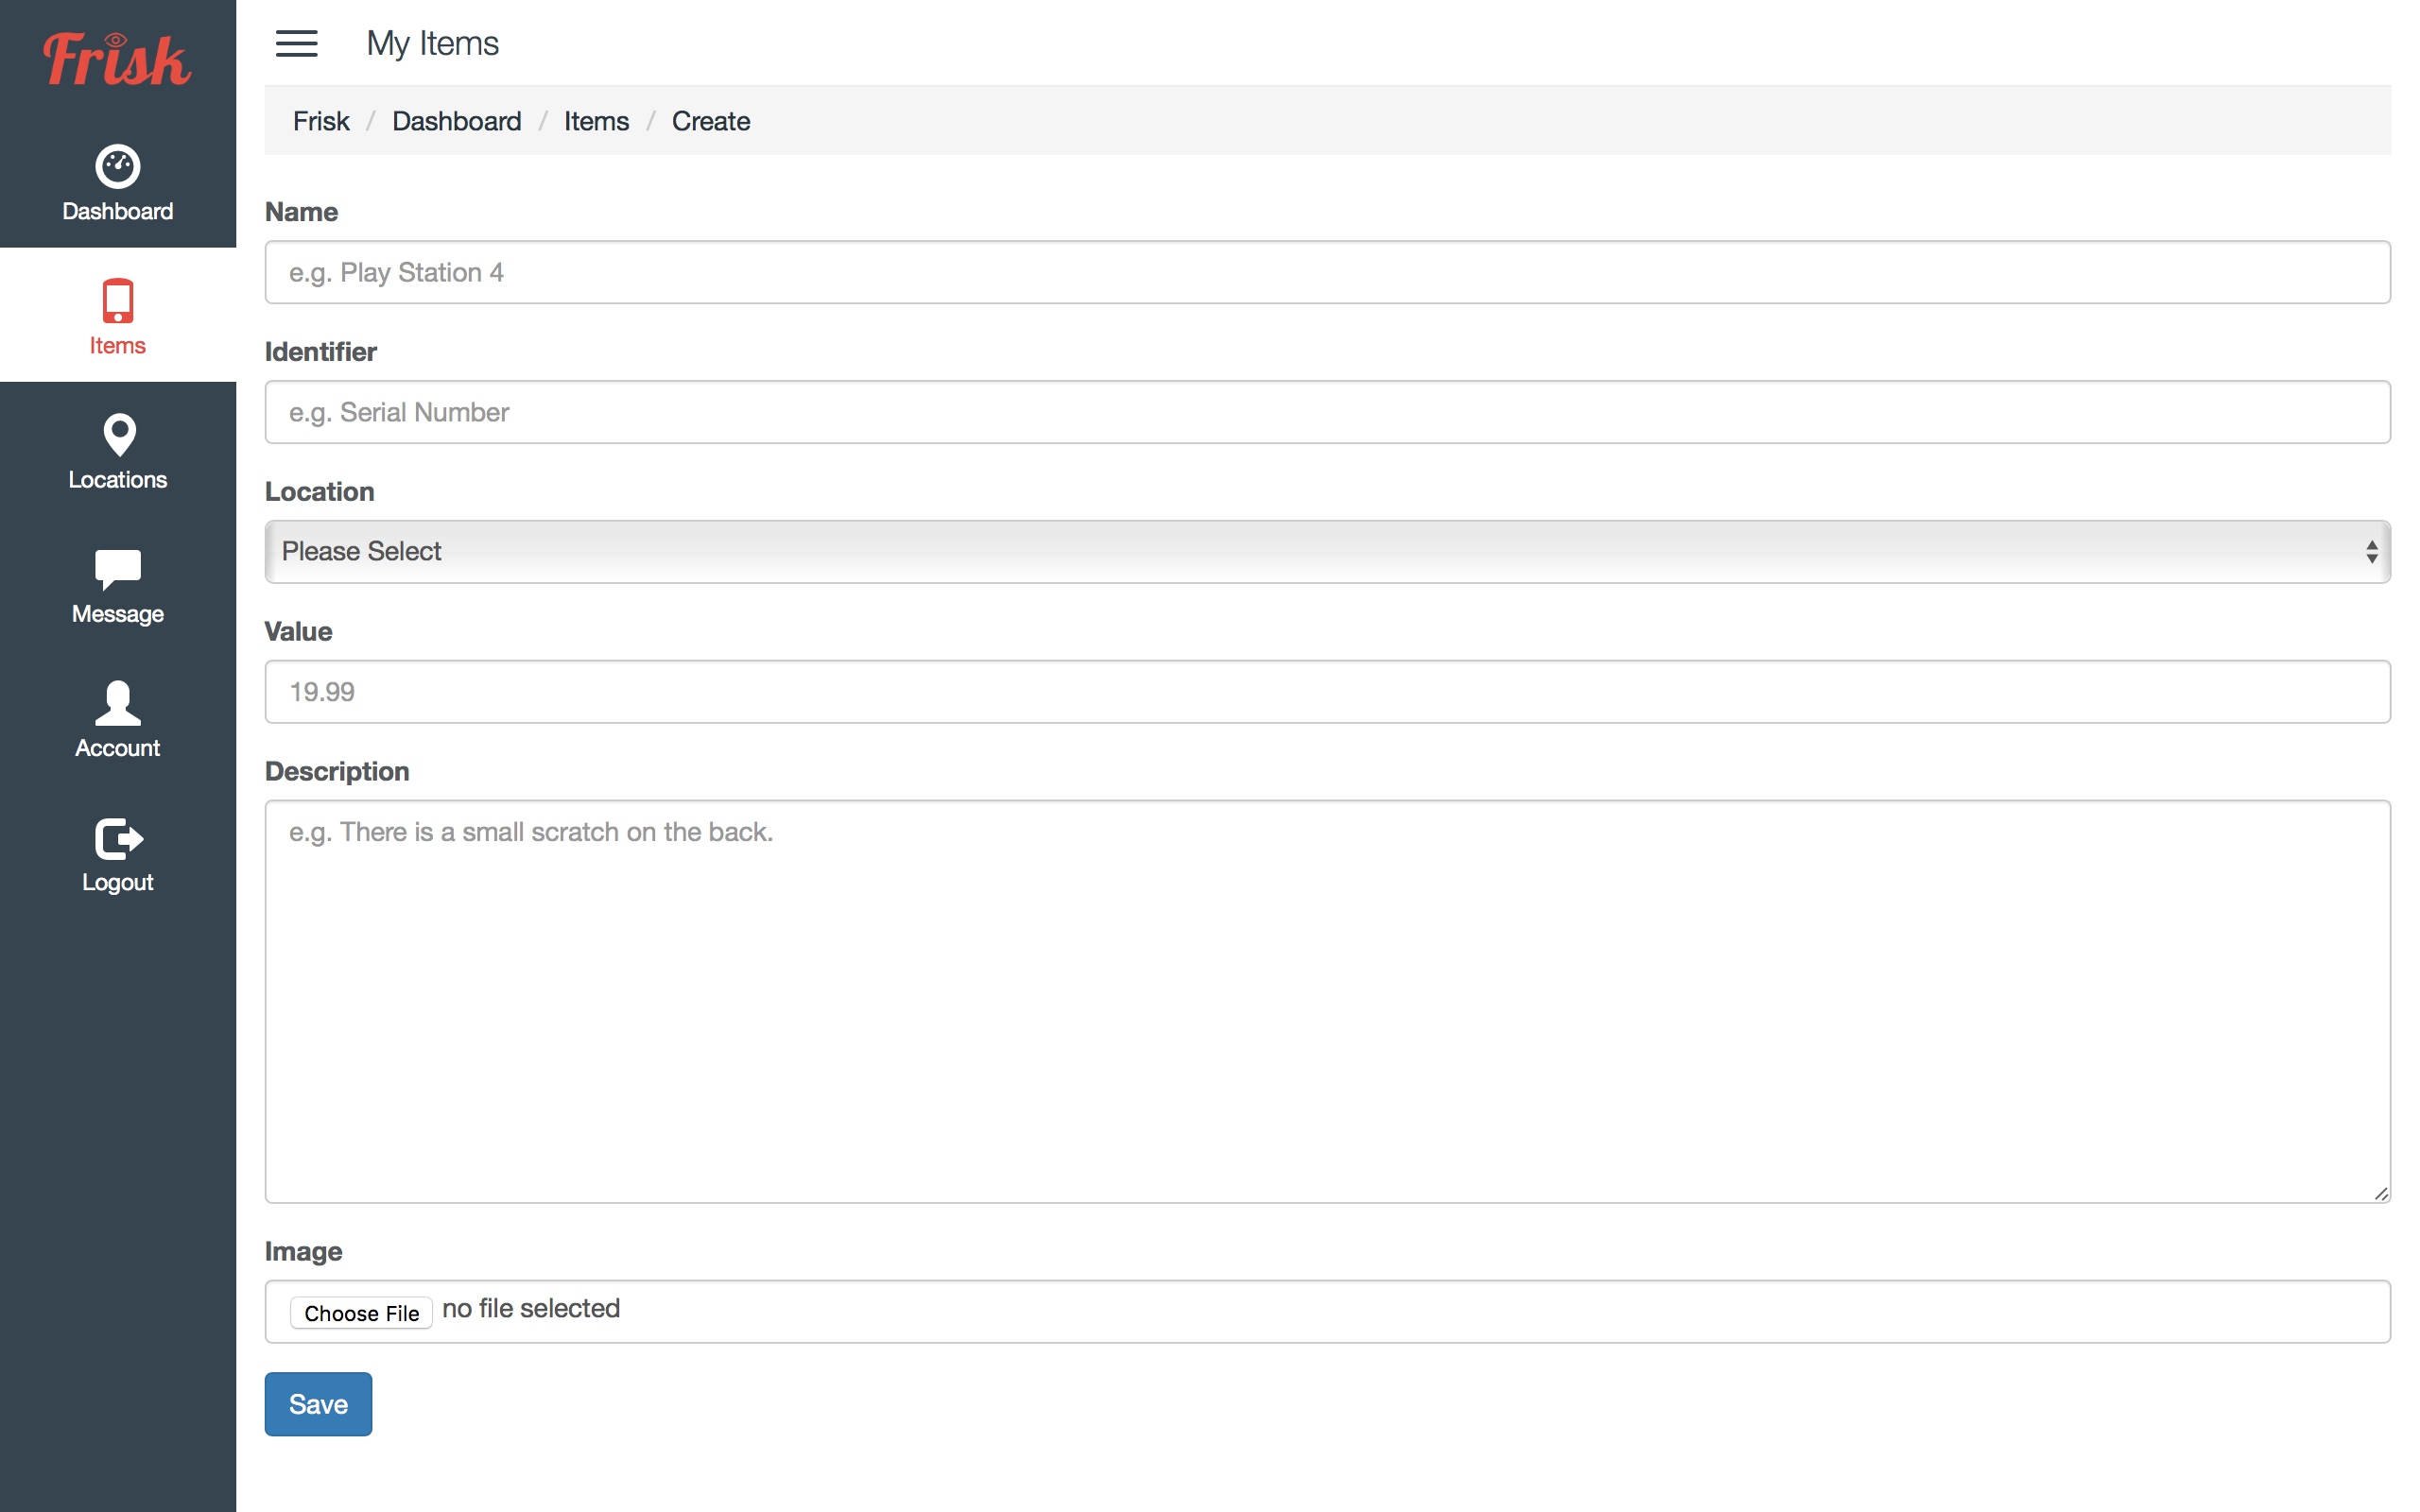 Frisk
Dashboard
Items
Locations
Message
Account
Logout
My Items
Frisk / Dashboard / Items / Create
Name
e.g. Play Station 4
Identifier
e.g. Serial Number
Location
Please Select
Value
19.99
Description
e.g. There is a small scratch on the back.
Image
Choose File no file selected
Save